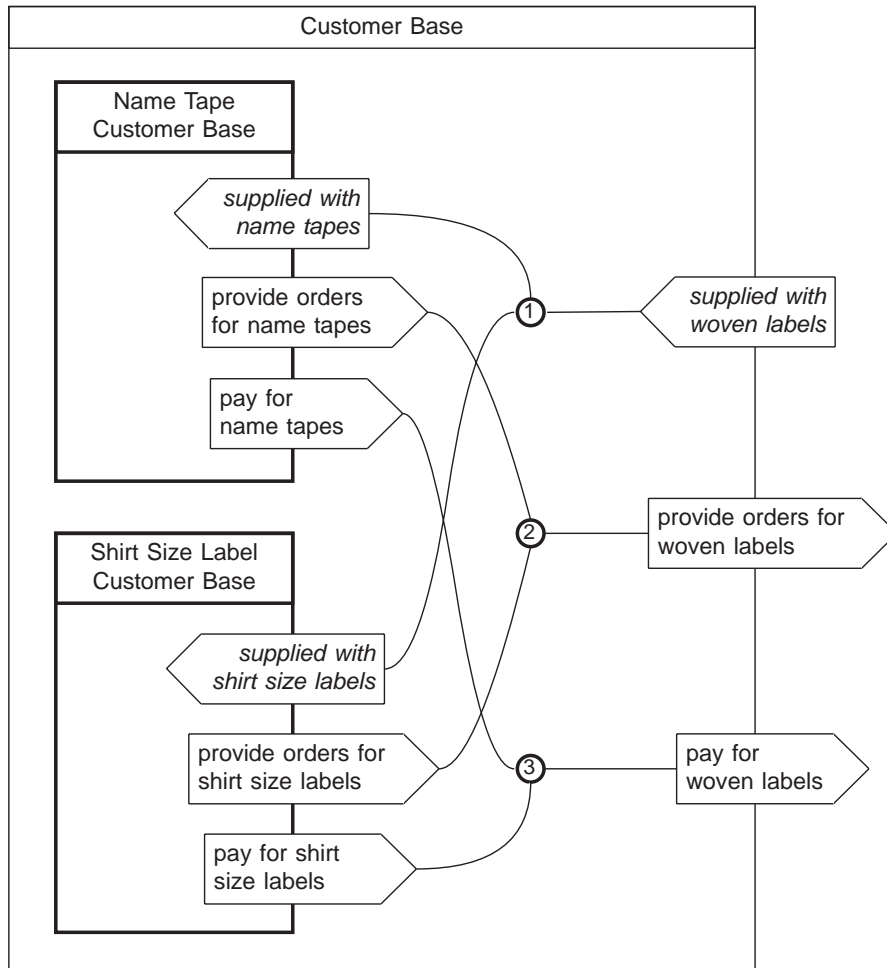 Customer Base
Name Tape
Customer Base
supplied with
name tapes
provide orders
for name tapes
pay for
name tapes
1
supplied with
woven labels
2
provide orders for
woven labels
Shirt Size Label
Customer Base
supplied with
shirt size labels
provide orders for
shirt size labels
pay for shirt
size labels
3
pay for
woven labels